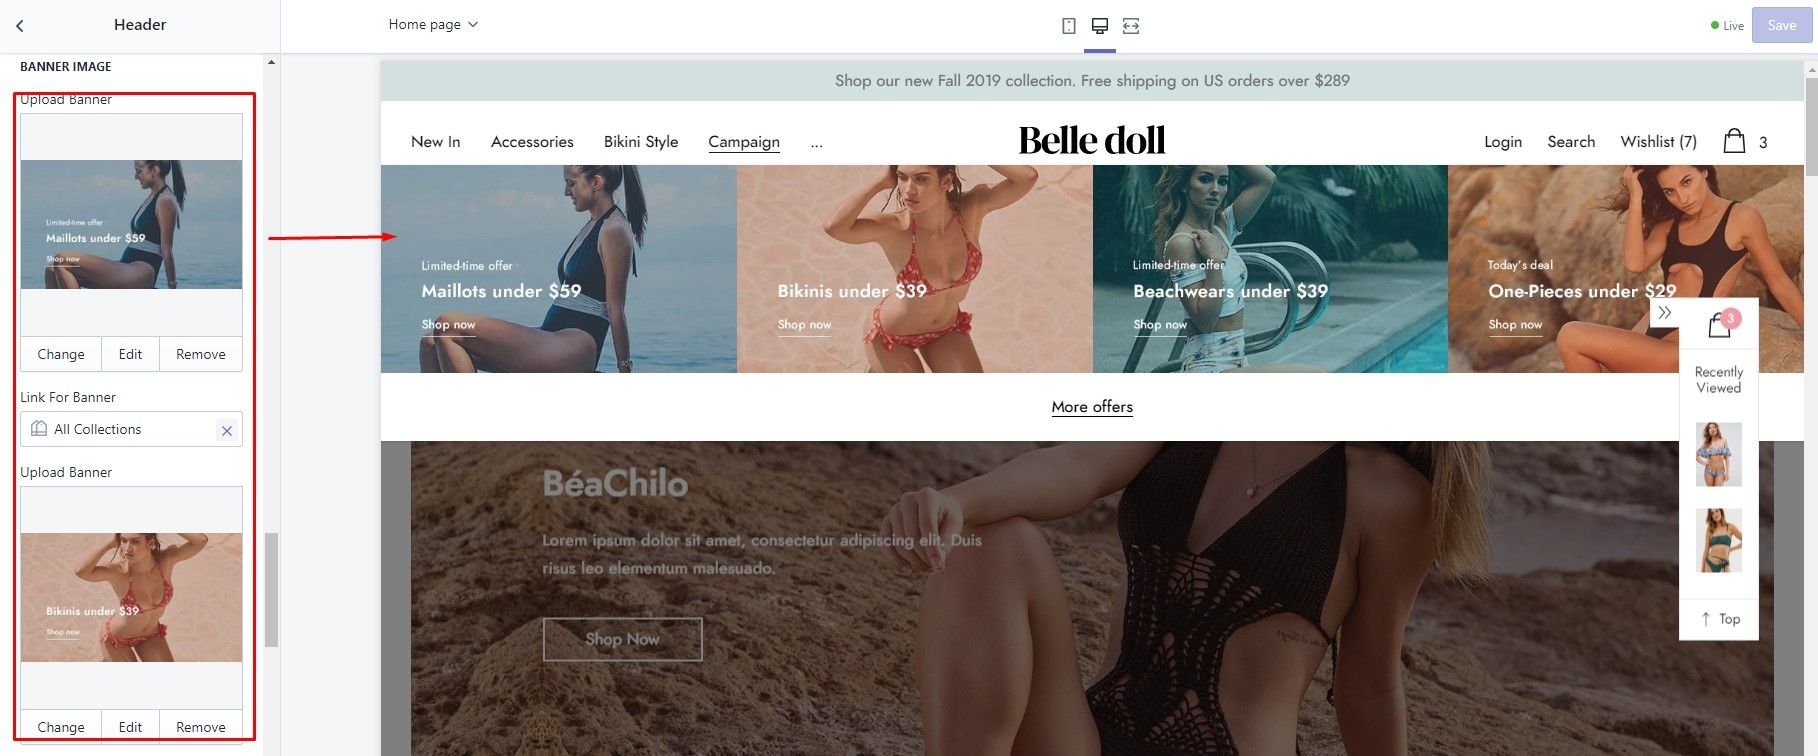 Header
Home page
Live
Save
BANNER IMAGE
Upload Banner
Limited-time offer
Maillots under $59
Shop now
Change
Edit
Remove
Link For Banner
All Collections
Upload Banner
Bikinis under $39
Shop now
Change
Edit
Remove
Shop our new Fall 2019 collection. Free shipping on US orders over $289
New In
Accessories
Bikini Style
Campaign
...
Belle doll
Login
Search
Wishlist (7)
3
Limited-time offer
Maillots under $59
Shop now
Bikinis under $39
Shop now
Limited-time offer
Beachwears under $39
Shop now
Today's deal
One-Pieces under $29
Shop now
More offers
3
Recently
Viewed
Top
BéaChilo
Lorem ipsum dolor sit amet, consectetur adipiscing elit. Duis
risus leo elementum malesuado.
Shop Now